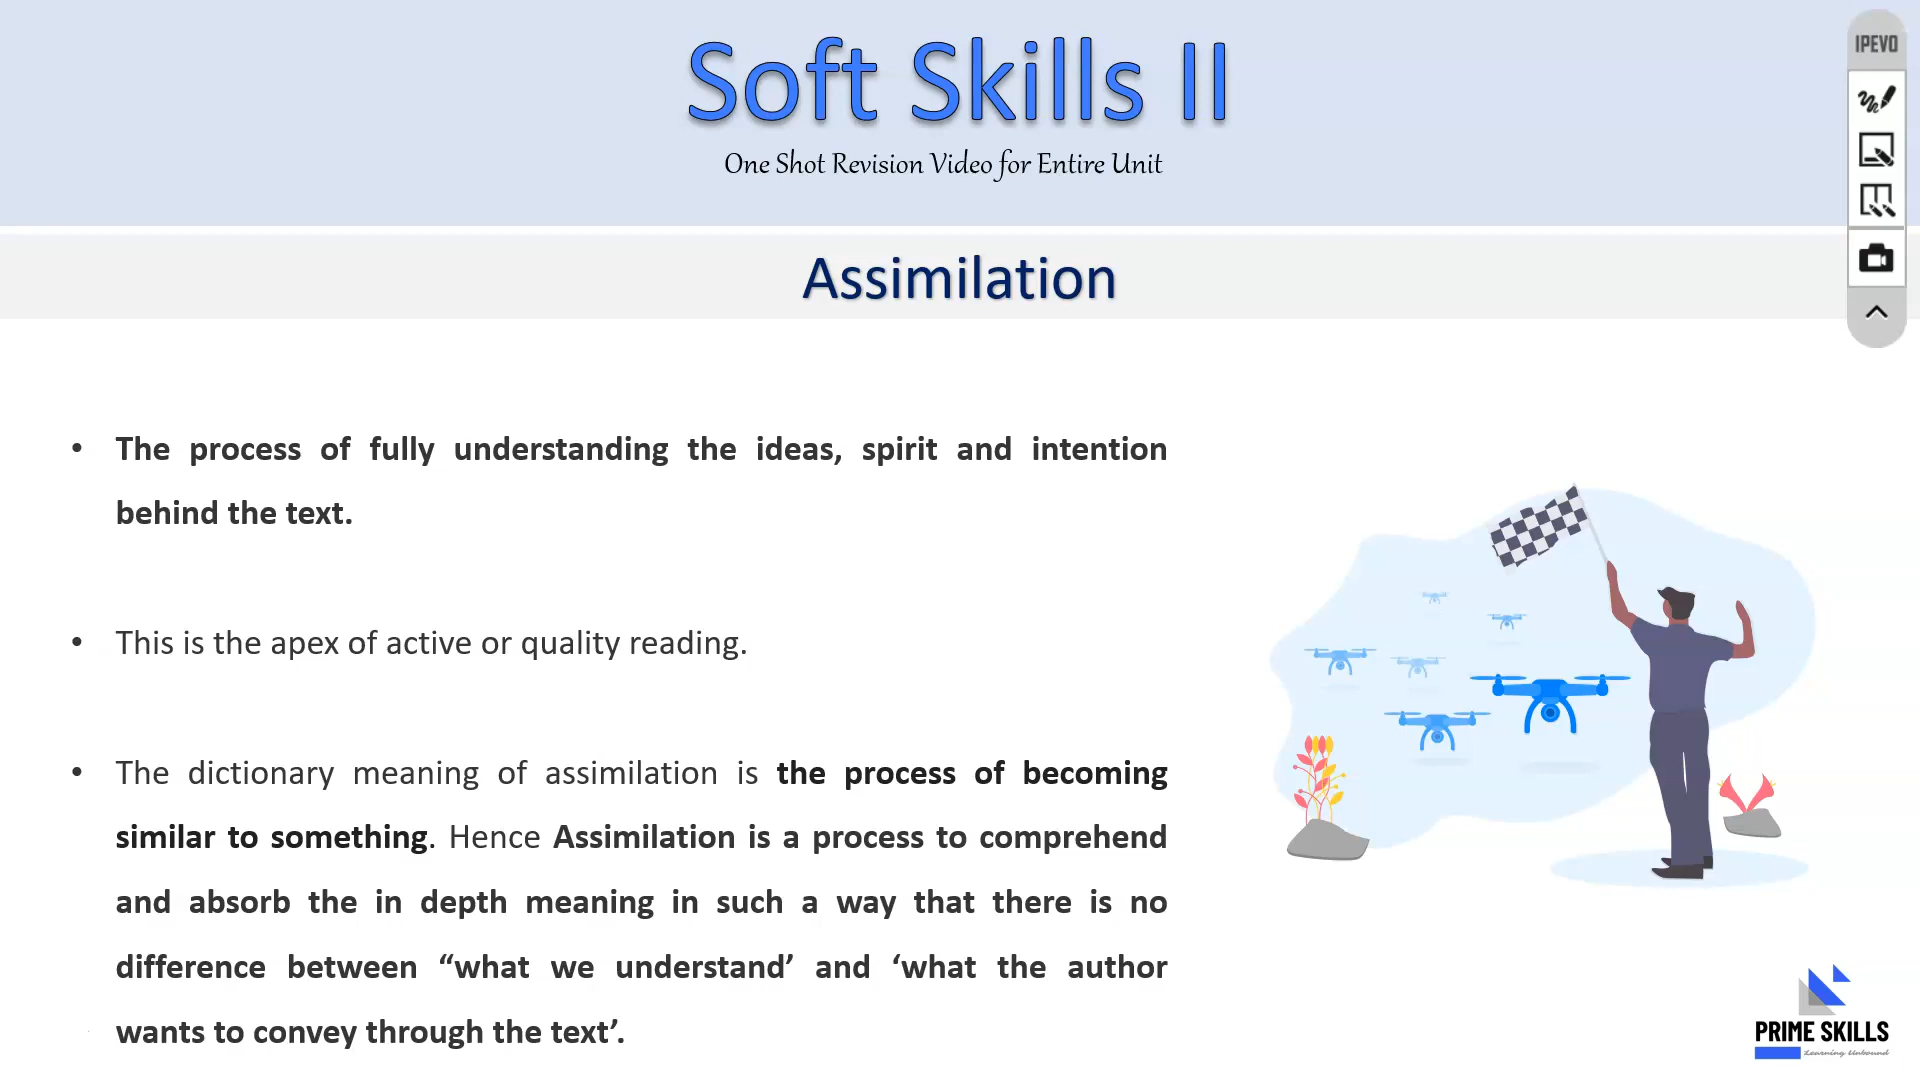 Soft Skills II
One Shot Revision Video for Entire Unit
IPEVO
Assimilation
• The process of fully understanding the ideas, spirit and intention
behind the text.
• This is the apex of active or quality reading.
• The dictionary meaning of assimilation is the process of becoming
similar to something. Hence Assimilation is a process to comprehend
and absorb the in depth meaning in such a way that there is no
difference between “what we understand’ and ‘what the author
wants to convey through the text’.
PRIME SKILLS
Learning Unbound